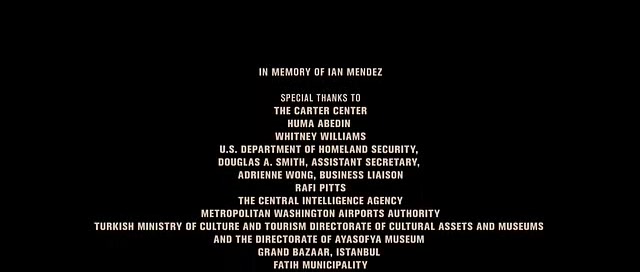 IN MEMORY OF IAN MENDEZ
SPECIAL THANKS TO
THE CARTER CENTER
HUMA ABEDIN
WHITNEY WILLIAMS
U.S. DEPARTMENT OF HOMELAND SECURITY,
DOUGLAS A. SMITH, ASSISTANT SECRETARY,
ADRIENNE WONG, BUSINESS LIAISON
RAFI PITTS
THE CENTRAL INTELLIGENCE AGENCY
METROPOLITAN WASHINGTON AIRPORTS AUTHORITY
TURKISH MINISTRY OF CULTURE AND TOURISM DIRECTORATE OF CULTURAL ASSETS AND MUSEUMS
AND THE DIRECTORATE OF AYASOFYA MUSEUM
GRAND BAZAAR, ISTANBUL
FATIH MUNICIPALITY